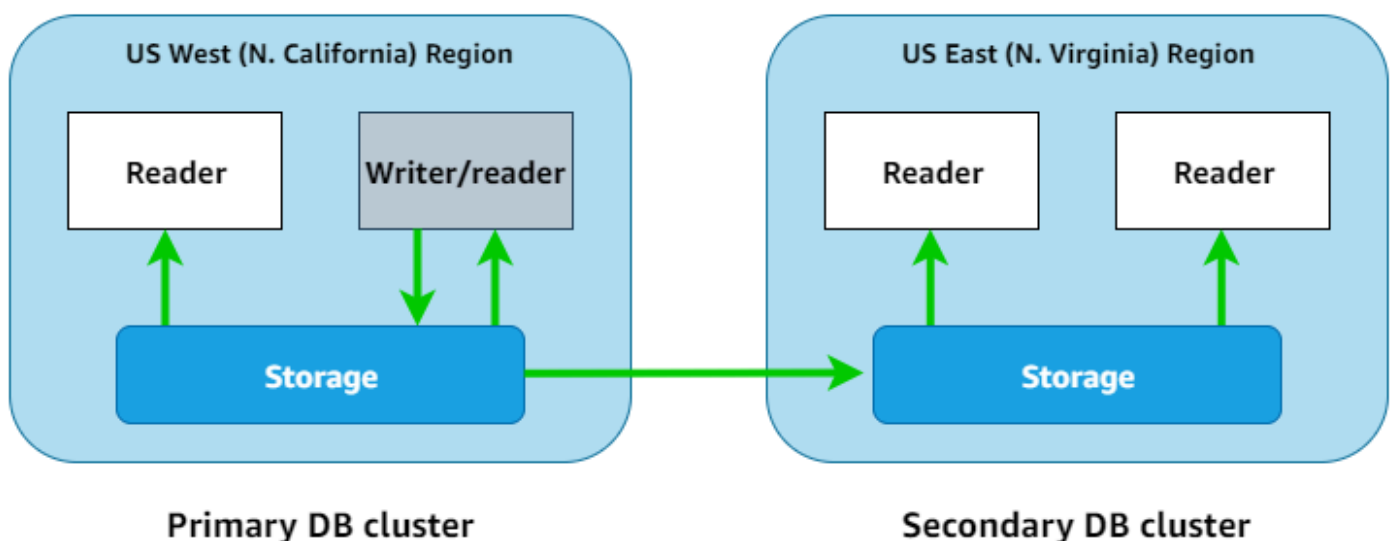 US West (N. California) Region
Reader
Writer/reader
Storage
Primary DB cluster
US East (N. Virginia) Region
Reader
Reader
Storage
Secondary DB cluster